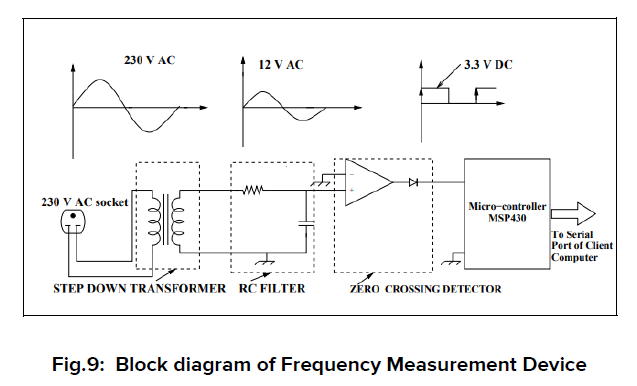 230 V AC
12 V AC
3.3 V DC
230 V AC socket
−
+
Micro−controller
MSP430
To Serial
Port of Client
Computer
STEP DOWN TRANSFORMER
RC FILTER
ZERO CROSSING DETECTOR
Fig.9: Block diagram of Frequency Measurement Device